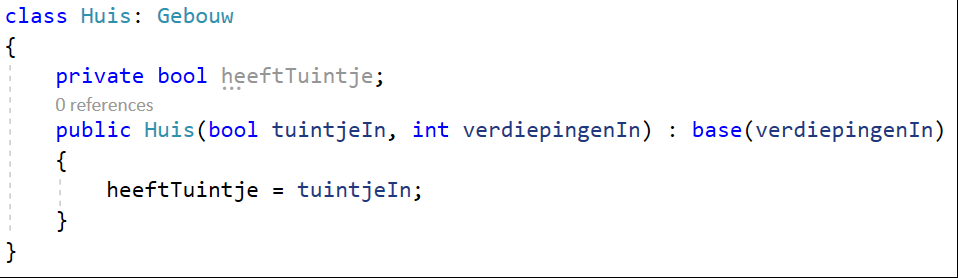 class Huis: Gebouw
{
private bool heeftTuintje;
0 references
public Huis(bool tuintjeIn, int verdiepingenIn) : base(verdiepingenIn)
{
heeftTuintje = tuintjeIn;
}
}